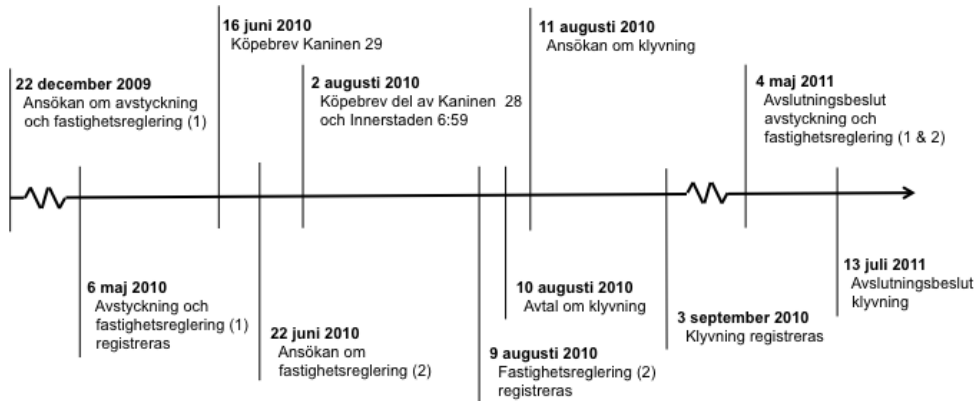 16 juni 2010
Köpebrev Kaninen 29
11 augusti 2010
Ansökan om klyvning
22 december 2009
Ansökan om avstyckning
och fastighetsreglering (1)
2 augusti 2010
Köpebrev del av Kaninen 28
och Innerstaden 6:59
4 maj 2011
Avslutningsbeslut
avstyckning och
fastighetsreglering (1 & 2)
6 maj 2010
Avstyckning och
fastighetsreglering (1)
registreras
22 juni 2010
Ansökan om
fastighetsreglering (2)
9 augusti 2010
Fastighetsreglering (2)
registreras
10 augusti 2010
Avtal om klyvning
3 september 2010
Klyvning registreras
13 juli 2011
Avslutningsbeslut
klyvning